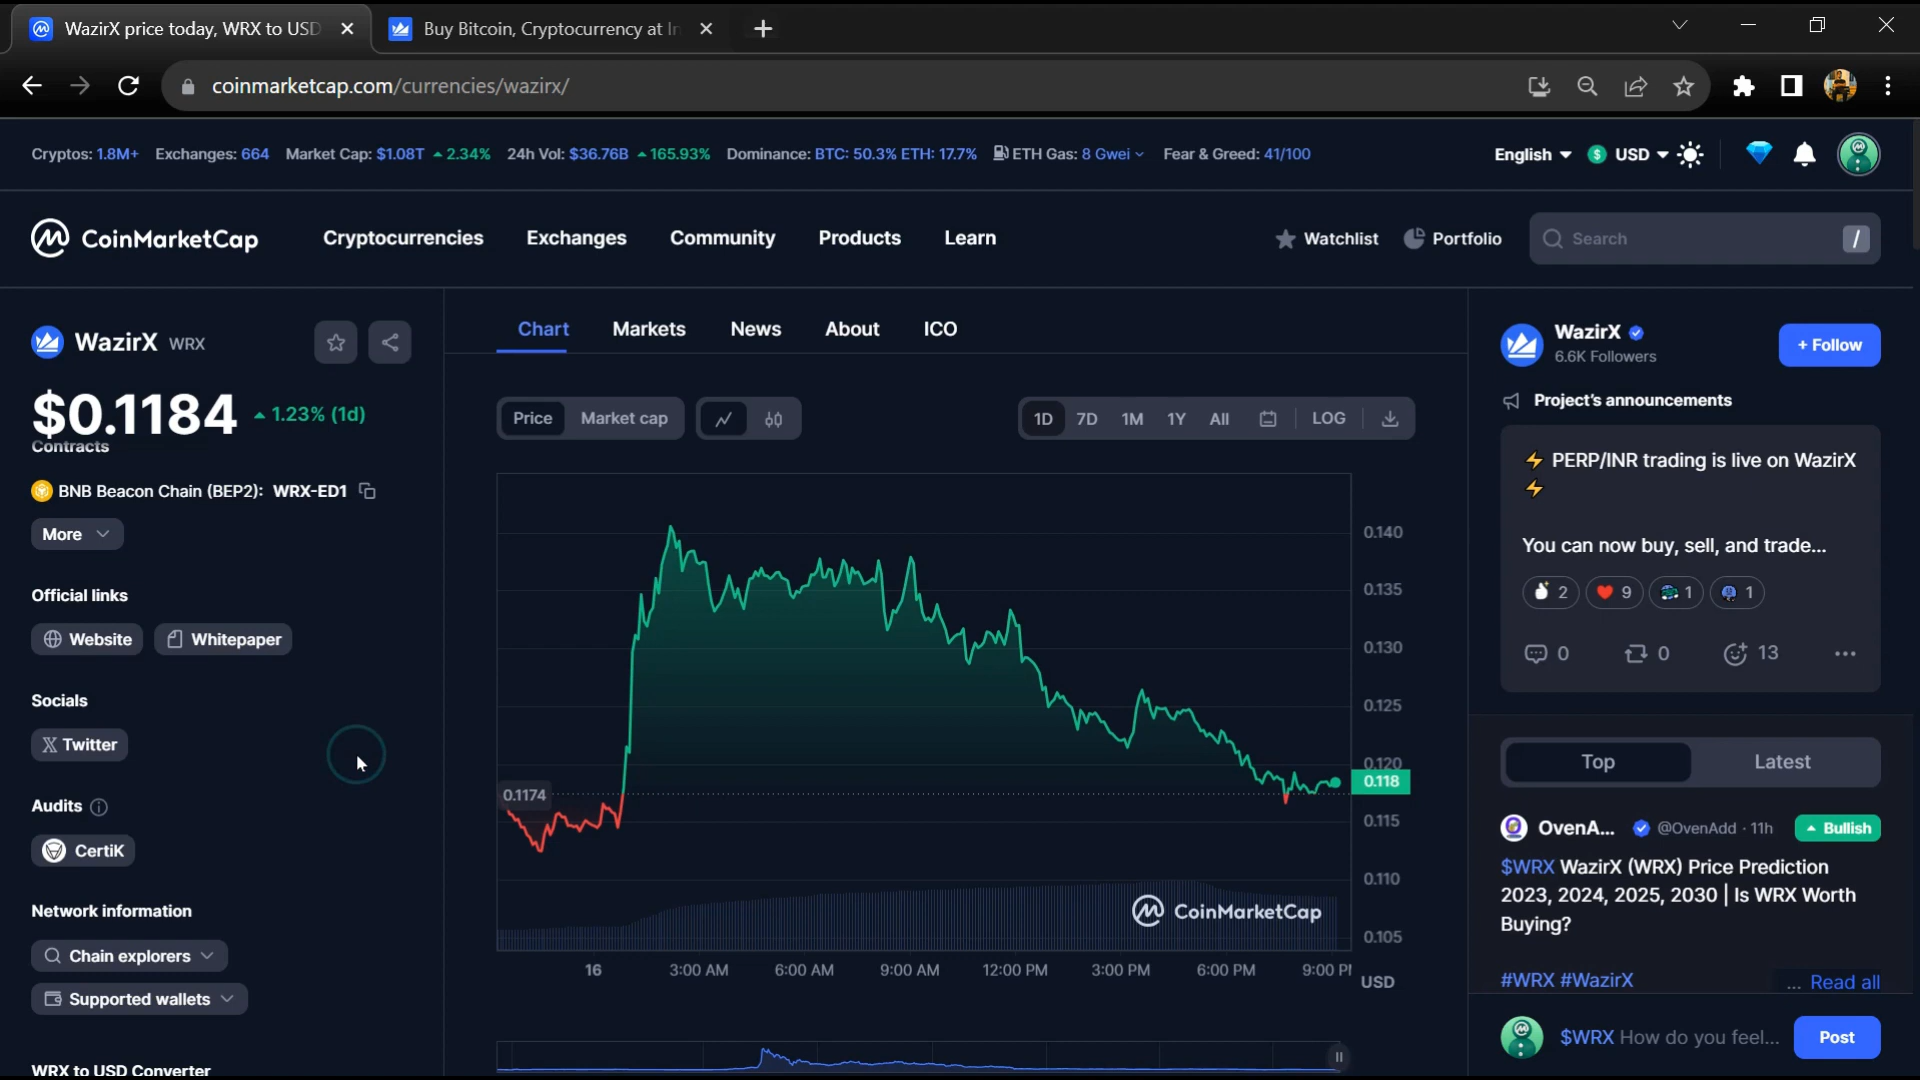 WazirX price today, WRX to USD
Buy Bitcoin, Cryptocurrency at In
coinmarketcap.com/currencies/wazirx/
Cryptos: 1.8M+ Exchanges: 664 Market Cap: $1.08T 2.34% 24h Vol: $36.76B 165.93% Dominance: BTC: 50.3% ETH: 17.7% ETH Gas: 8 Gwei Fear & Greed: 41/100
English $ USD
CoinMarketCap
Cryptocurrencies Exchanges Community Products Learn
Watchlist Portfolio Search /
WazirX WRX
$0.1184 1.23% (1d)
Contracts
BNB Beacon Chain (BEP2): WRX-ED1
More
Official links
Website Whitepaper
Socials
X Twitter
Audits
CertiK
Network information
Chain explorers
Supported wallets
WRX to USD Converter
Chart Markets News About ICO
Price Market cap
1D 7D 1M 1Y All LOG
0.140
0.135
0.130
0.125
0.120
0.118
0.115
0.110
0.105
0.1174
CoinMarketCap
16 3:00 AM 6:00 AM 9:00 AM 12:00 PM 3:00 PM 6:00 PM 9:00 P
USD
WazirX
6.6K Followers
+ Follow
Project's announcements
⚡ PERP/INR trading is live on WazirX
⚡
You can now buy, sell, and trade...
2 ❤ 9 1 1
0 0 13 ...
Top Latest
OvenA... @OvenAdd · 11h Bullish
$WRX WazirX (WRX) Price Prediction
2023, 2024, 2025, 2030 | Is WRX Worth
Buying?
#WRX #WazirX ... Read all
$WRX How do you feel... Post